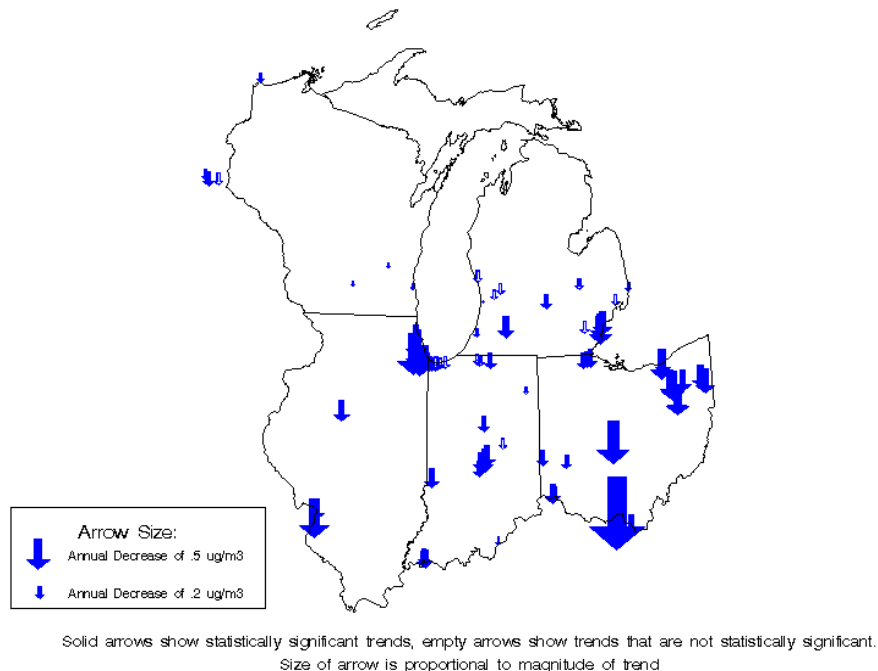 Arrow Size:
Annual Decrease of .5 ug/m3
Annual Decrease of .2 ug/m3
Solid arrows show statistically significant trends, empty arrows show trends that are not statistically significant.
Size of arrow is proportional to magnitude of trend